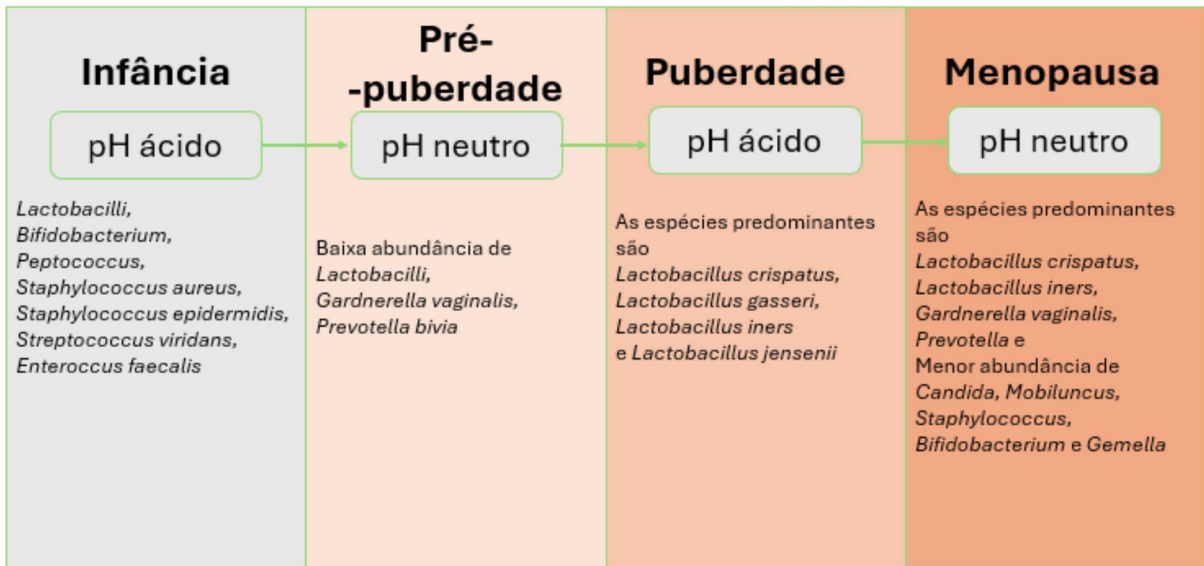 Infância
pH ácido
Lactobacilli,
Bifidobacterium,
Peptococcus,
Staphylococcus aureus,
Staphylococcus epidermidis,
Streptococcus viridans,
Enteroccus faecalis
Pré-
-puberdade
pH neutro
Baixa abundância de
Lactobacilli,
Gardnerella vaginalis,
Prevotella bivia
Puberdade
pH ácido
As espécies predominantes
são
Lactobacillus crispatus,
Lactobacillus gasseri,
Lactobacillus iners
e Lactobacillus jensenii
Menopausa
pH neutro
As espécies predominantes
são
Lactobacillus crispatus,
Lactobacillus iners,
Gardnerella vaginalis,
Prevotella e
Menor abundância de
Candida, Mobiluncus,
Staphylococcus,
Bifidobacterium e Gemella